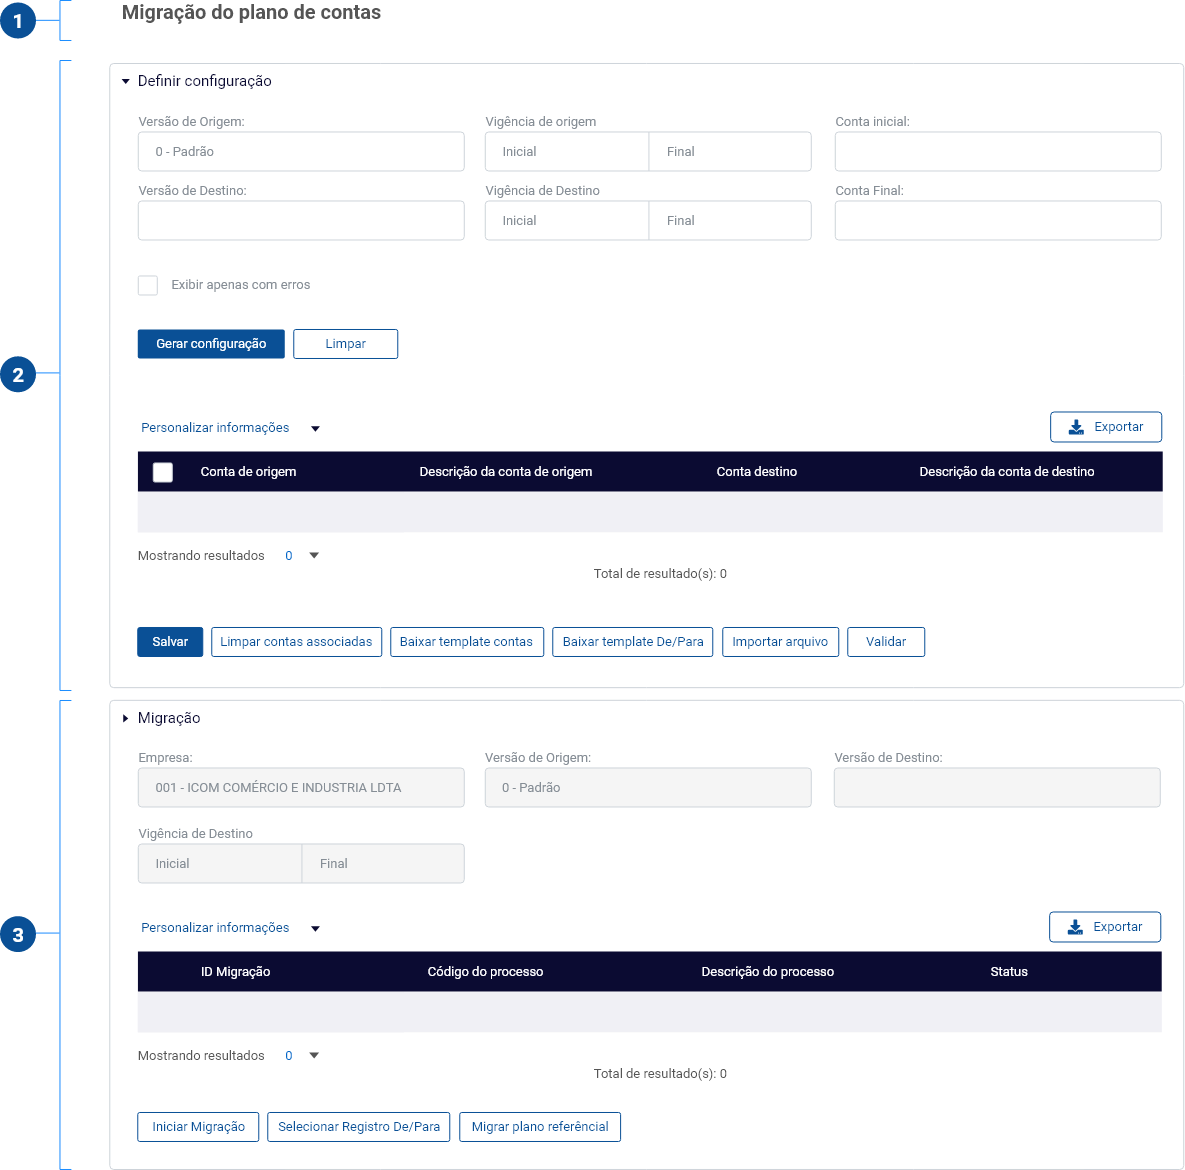 1
Migração do plano de contas
Definir configuração
Versão de Origem: Vigência de origem Conta inicial:
0 - Padrão Inicial Final
Versão de Destino: Vigência de Destino Conta Final:
Inicial Final
Exibir apenas com erros
Gerar configuração Limpar
2
Personalizar informações Exportar
Conta de origem Descrição da conta de origem Conta destino Descrição da conta de destino
Mostrando resultados 0
Total de resultado(s): 0
Salvar Limpar contas associadas Baixar template contas Baixar template De/Para Importar arquivo Validar
Migração
Empresa: Versão de Origem: Versão de Destino:
001 - ICOM COMÉRCIO E INDUSTRIA LDTA 0 - Padrão
Vigência de Destino
Inicial Final
3
Personalizar informações Exportar
ID Migração Código do processo Descrição do processo Status
Mostrando resultados 0
Total de resultado(s): 0
Iniciar Migração Selecionar Registro De/Para Migrar plano referêncial